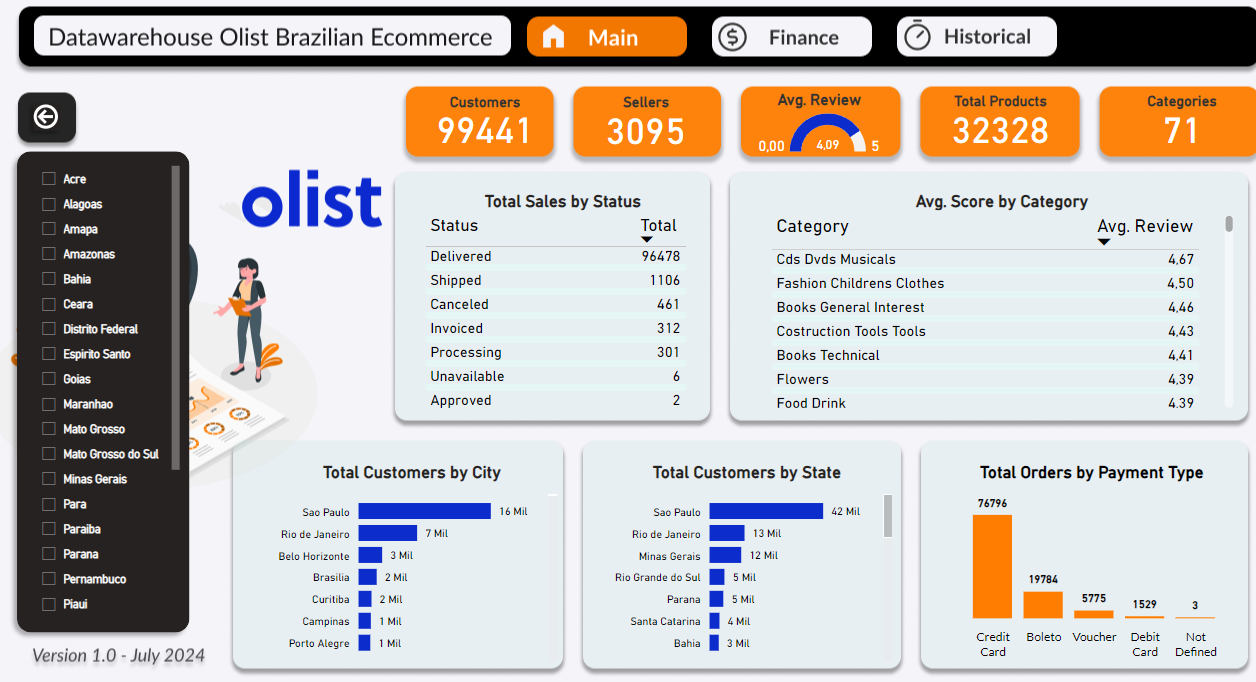 Datawarehouse Olist Brazilian Ecommerce
Main
Finance
Historical
Customers
99441
Sellers
3095
Avg. Review
0,00
4,09
5
Total Products
32328
Categories
71
Acre
Alagoas
Amapa
Amazonas
Bahia
Ceara
Distrito Federal
Espirito Santo
Goias
Maranhao
Mato Grosso
Mato Grosso do Sul
Minas Gerais
Para
Paraiba
Parana
Pernambuco
Piaui
Version 1.0 - July 2024
olist
Total Sales by Status
Status Total
Delivered 96478
Shipped 1106
Canceled 461
Invoiced 312
Processing 301
Unavailable 6
Approved 2
Avg. Score by Category
Category Avg. Review
Cds Dvds Musicals 4,67
Fashion Childrens Clothes 4,50
Books General Interest 4,46
Costruction Tools Tools 4,43
Books Technical 4,41
Flowers 4,39
Food Drink 4,39
Total Customers by City
Sao Paulo 16 Mil
Rio de Janeiro 7 Mil
Belo Horizonte 3 Mil
Brasilia 2 Mil
Curitiba 2 Mil
Campinas 1 Mil
Porto Alegre 1 Mil
Total Customers by State
Sao Paulo 42 Mil
Rio de Janeiro 13 Mil
Minas Gerais 12 Mil
Rio Grande do Sul 5 Mil
Parana 5 Mil
Santa Catarina 4 Mil
Bahia 3 Mil
Total Orders by Payment Type
76796
19784
5775
1529
3
Credit Card
Boleto
Voucher
Debit Card
Not Defined